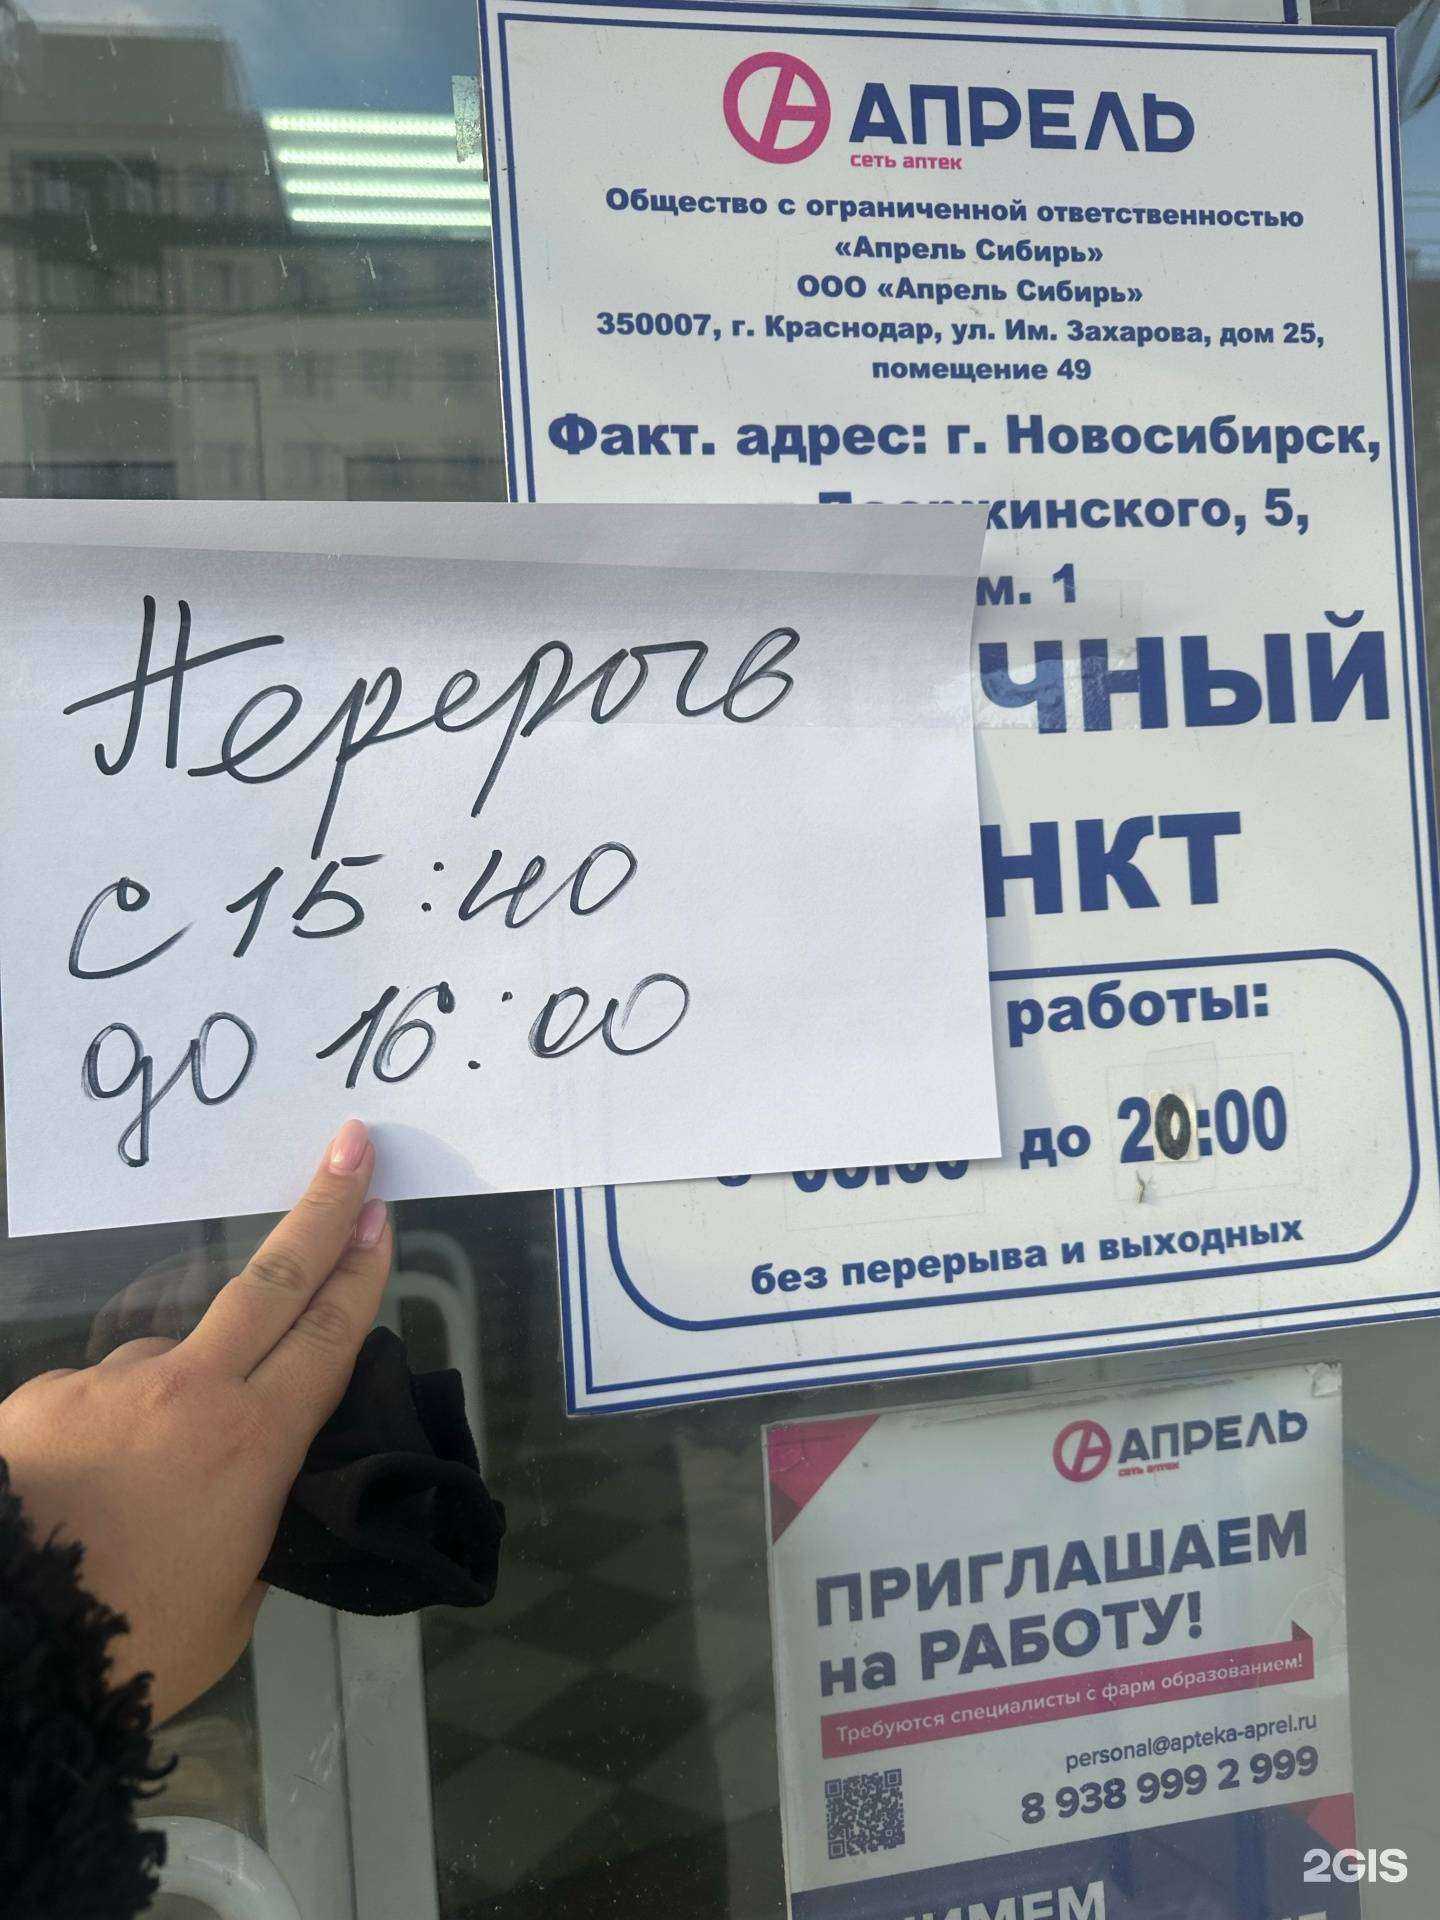 АПРЕЛЬ
сеть аптек
Общество с ограниченной ответственностью
«Апрель Сибирь»
ООО «Апрель Сибирь»
350007, г. Краснодар, ул. Им. Захарова, дом 25,
помещение 49
Факт. адрес: г. Новосибирск,
5,
1
работы:
до 20:00
без перерыва и выходных
Перерыв
с 15:40
до 16:00
АПРЕЛЬ
сеть аптек
ПРИГЛАШАЕМ
на РАБОТУ!
Требуются специалисты с фарм образованием!
personal@apteka-aprel.ru
8 938 999 2 999
2GIS